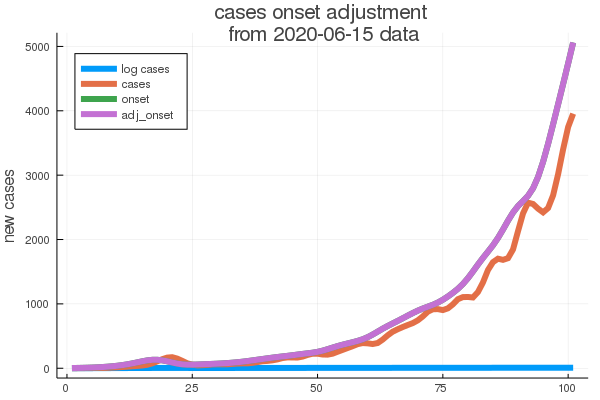 cases onset adjustment
from 2020-06-15 data
log cases
cases
onset
adj_onset
new cases
5000
4000
3000
2000
1000
0
0 25 50 75 100